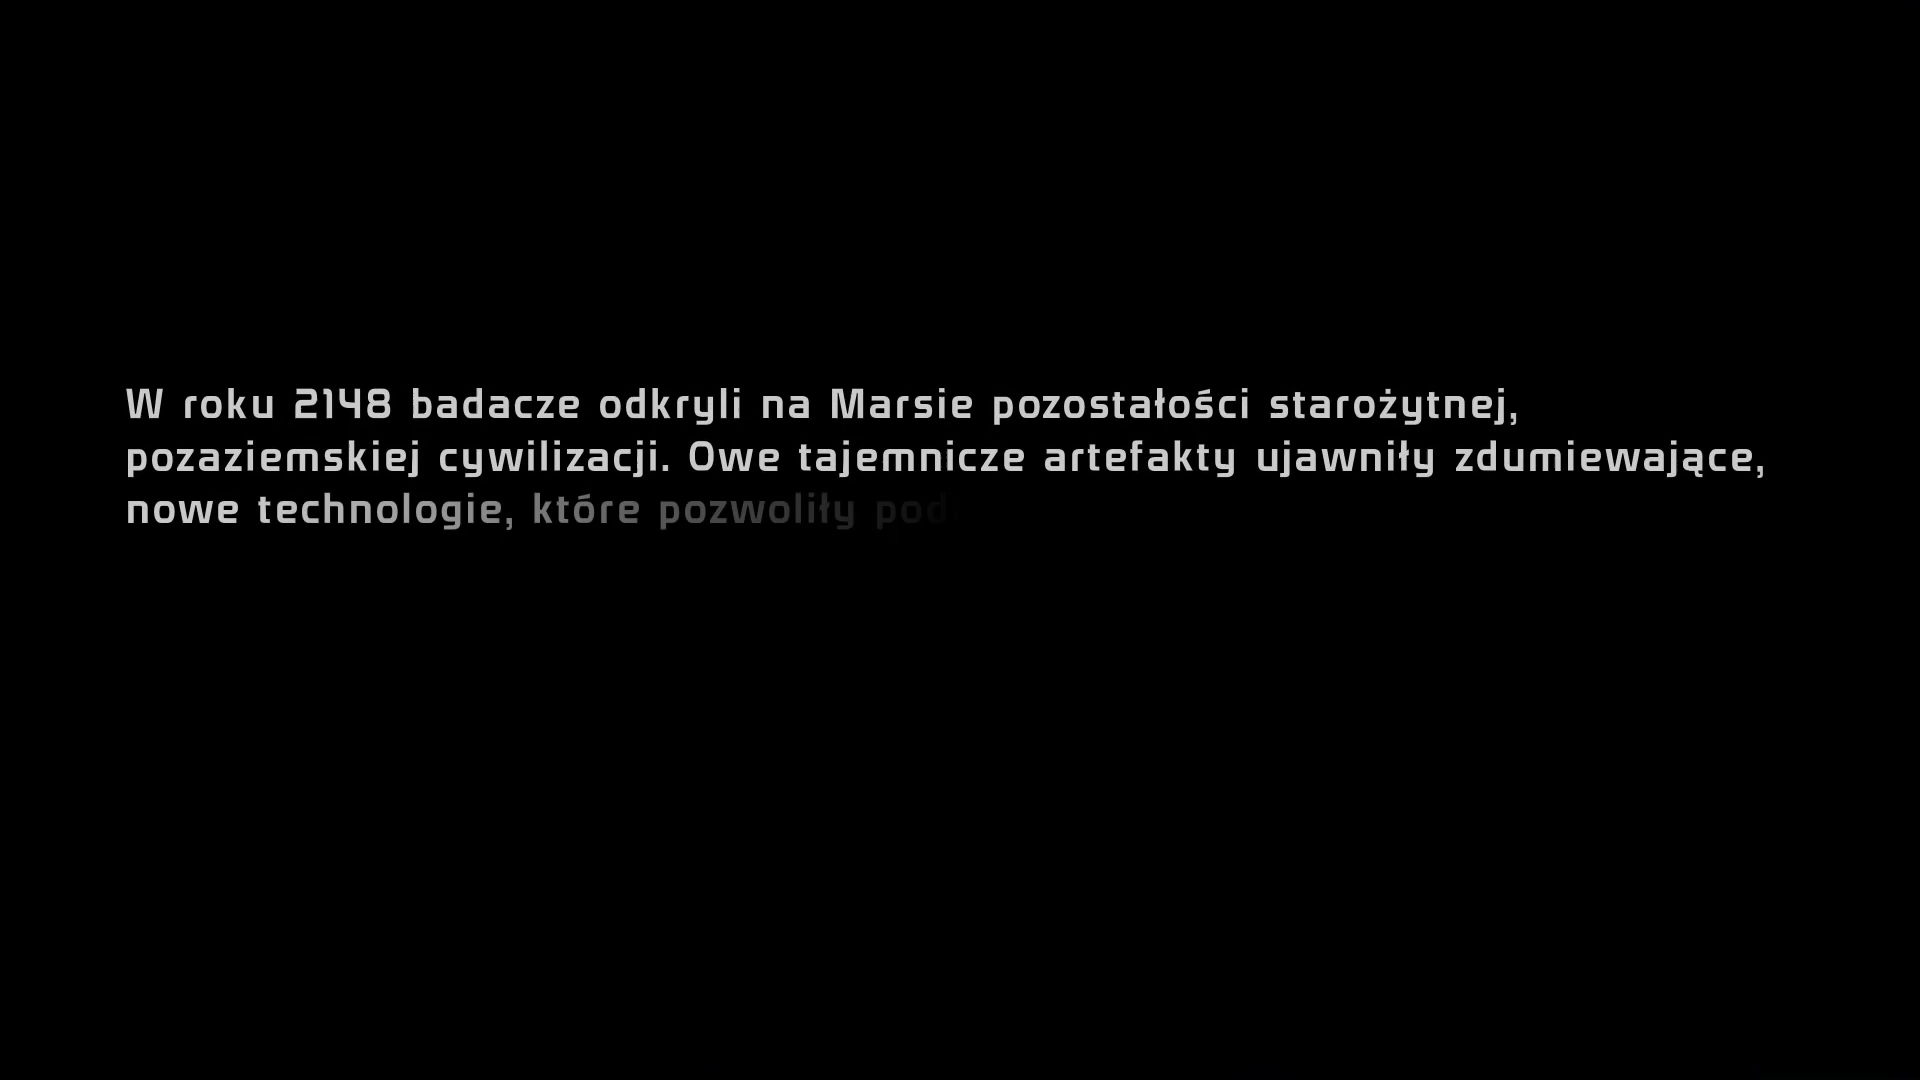 W roku 2148 badacze odkryli na Marsie pozostałości starożytnej,
pozaziemskiej cywilizacji. Owe tajemnicze artefakty ujawniły zdumiewające,
nowe technologie, które pozwoliły